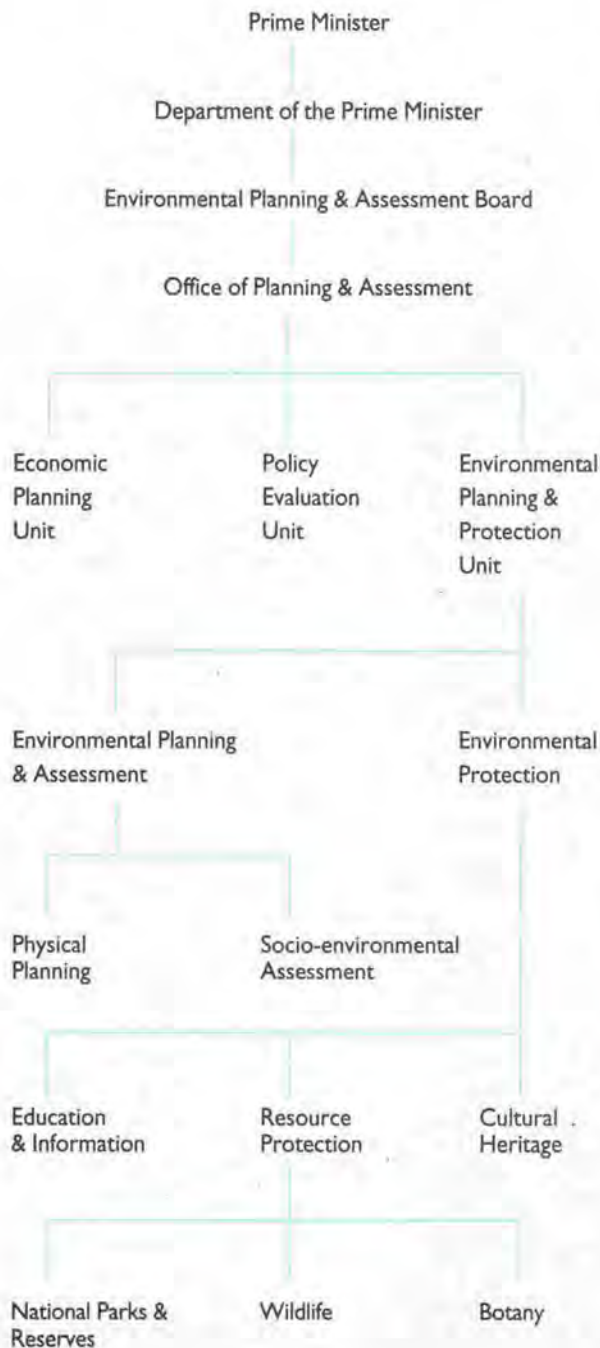 Prime Minister
Department of the Prime Minister
Environmental Planning & Assessment Board
Office of Planning & Assessment
Economic
Planning
Unit
Policy
Evaluation
Unit
Environmental
Planning &
Protection
Unit
Environmental Planning
& Assessment
Environmental
Protection
Physical
Planning
Socio-environmental
Assessment
Education
& Information
Resource
Protection
Cultural
Heritage
National Parks &
Reserves
Wildlife
Botany